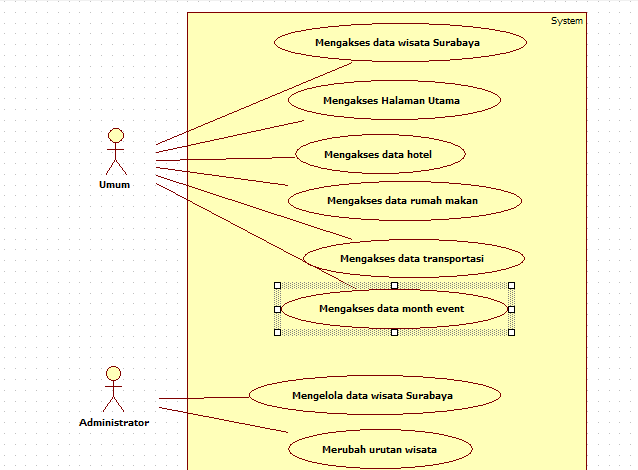 System
Mengakses data wisata Surabaya
Mengakses Halaman Utama
Mengakses data hotel
Umum
Mengakses data rumah makan
Mengakses data transportasi
Mengakses data month event
Mengelola data wisata Surabaya
Administrator
Merubah urutan wisata